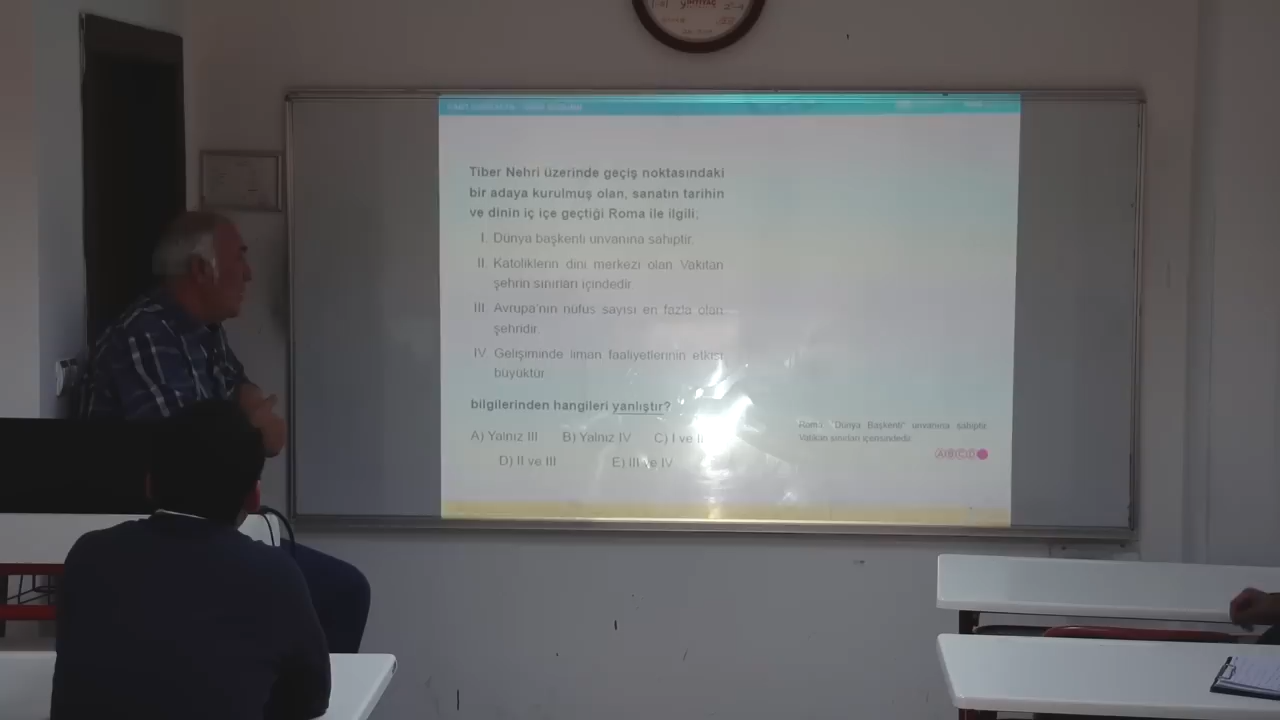 Tiber Nehri üzerinde geçiş noktasındaki
bir adaya kurulmuş olan, sanatın tarihin
ve dinin iç içe geçtiği Roma ile ilgili;
I. Dünya başkenti unvanına sahiptir.
II. Katoliklerin dini merkezi olan Vakitan
şehrin sınırları içindedir.
III. Avrupa'nın nüfus sayısı en fazla olan
şehridir.
IV. Gelişiminde liman faaliyetlerinin etkisi
büyüktür.
bilgilerinden hangileri yanlıştır?
A) Yalnız III B) Yalnız IV C) I ve
D) II ve III E) III ve IV
Roma, "Dünya Başkenti" unvanına sahiptir.
Vatikan sınırları içerisindedir.
A B C D